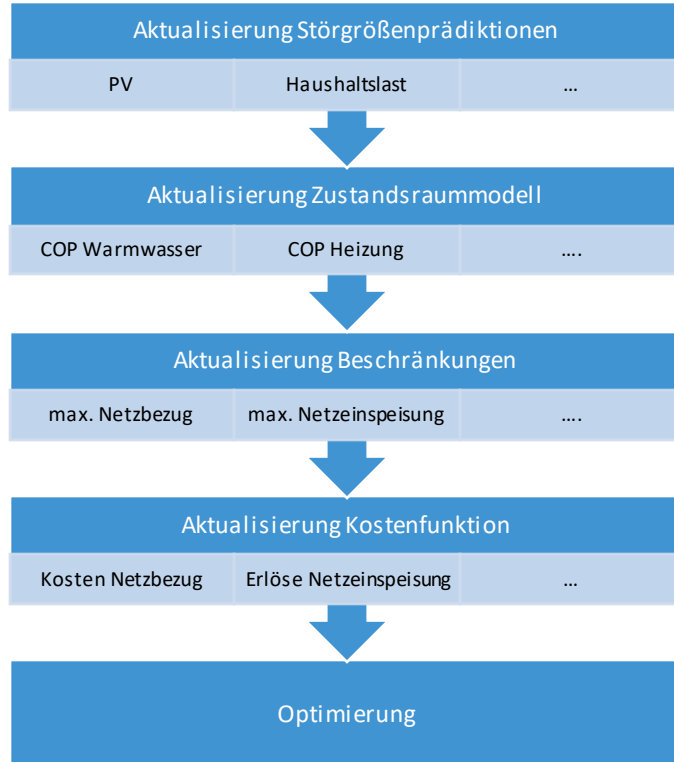 Aktualisierung Störgrößenprädiktionen
PV Haushaltslast ...
Aktualisierung Zustandsraummodell
COP Warmwasser COP Heizung ....
Aktualisierung Beschränkungen
max. Netzbezug max. Netzeinspeisung ....
Aktualisierung Kostenfunktion
Kosten Netzbezug Erlöse Netzeinspeisung ...
Optimierung